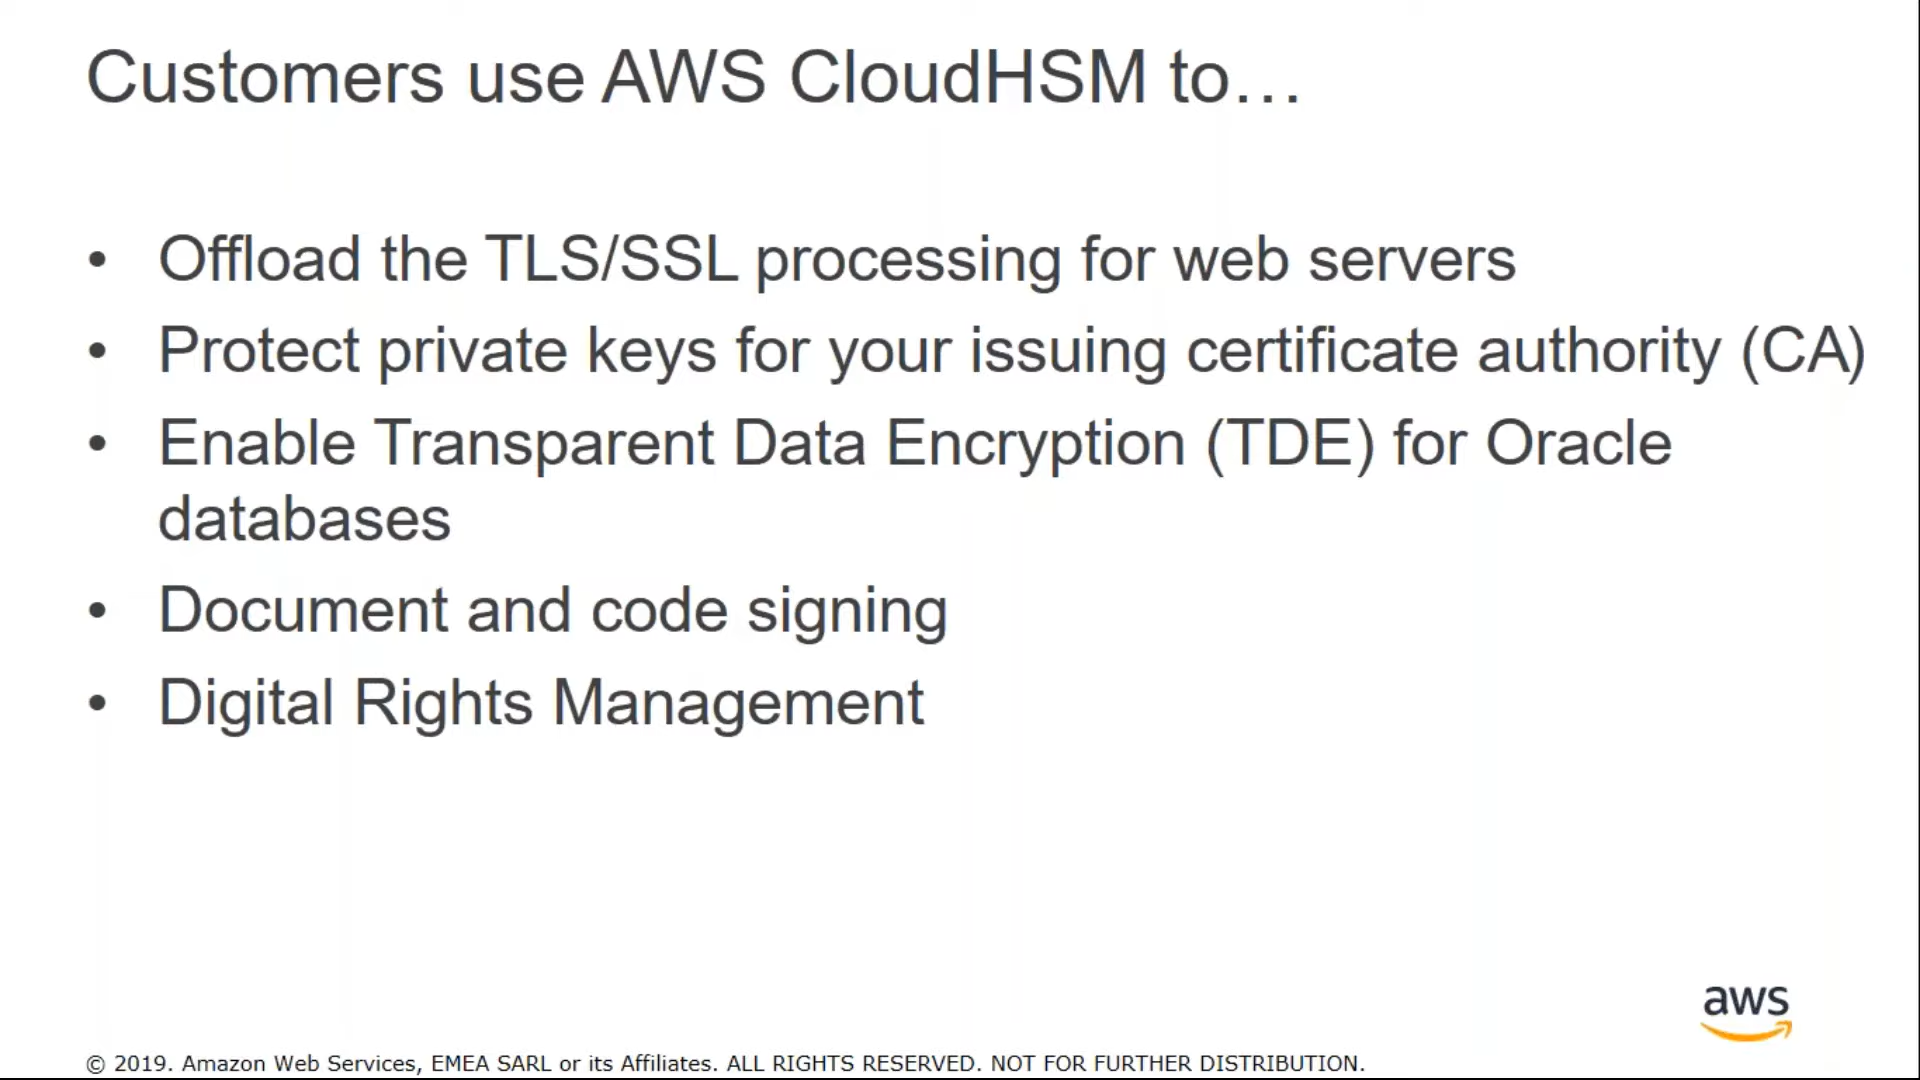 Customers use AWS CloudHSM to…
• Offload the TLS/SSL processing for web servers
• Protect private keys for your issuing certificate authority (CA)
• Enable Transparent Data Encryption (TDE) for Oracle
databases
• Document and code signing
• Digital Rights Management
aws
© 2019. Amazon Web Services, EMEA SARL or its Affiliates. ALL RIGHTS RESERVED. NOT FOR FURTHER DISTRIBUTION.